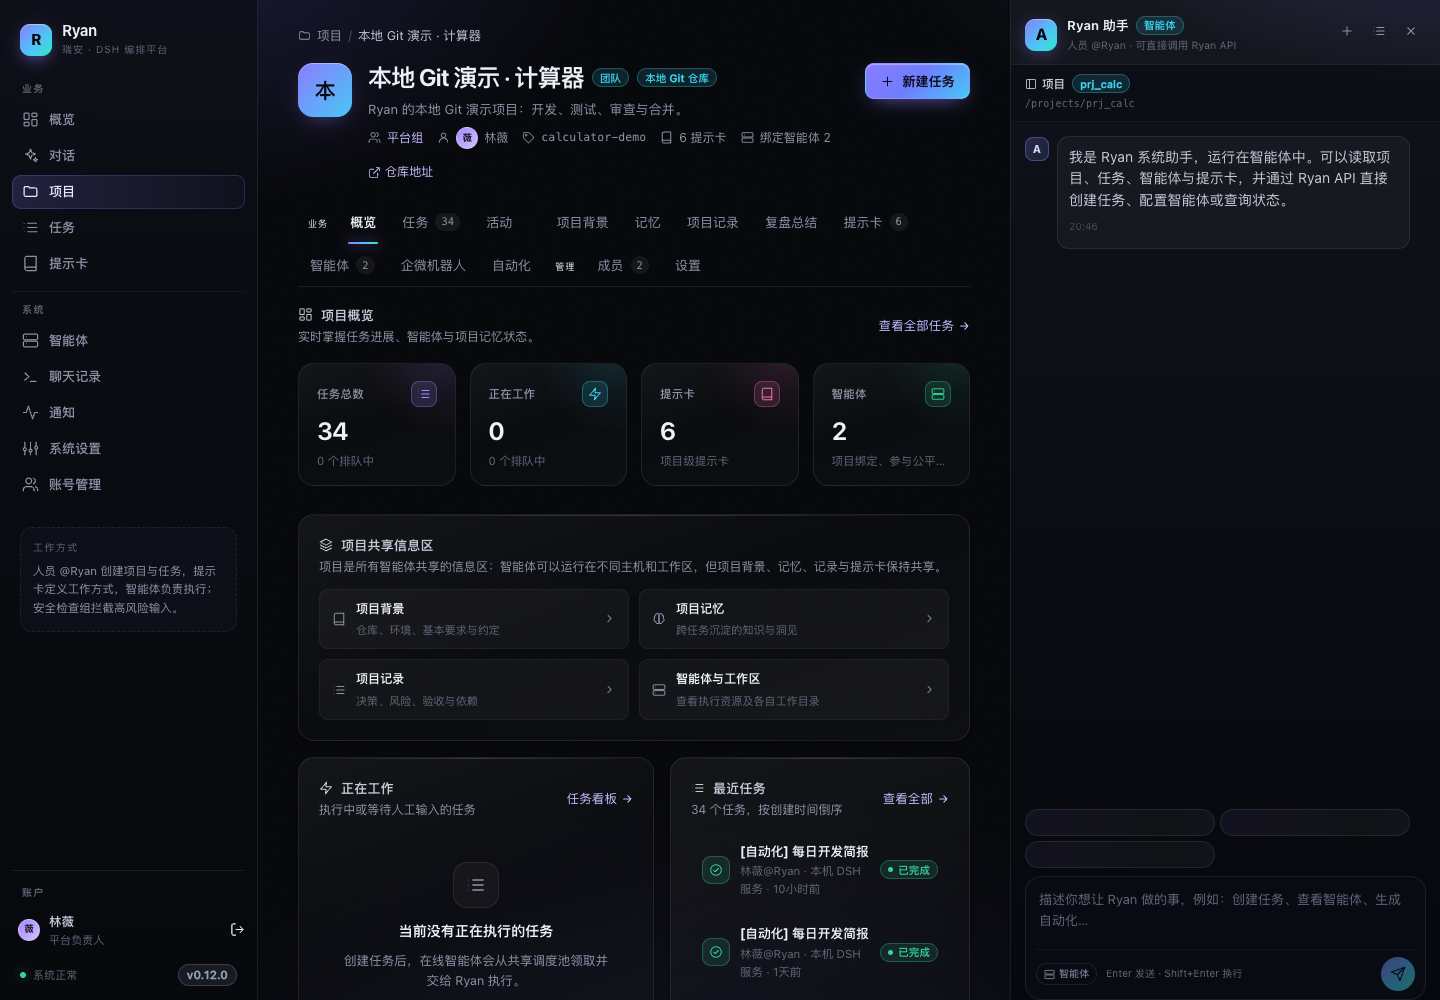 R
Ryan
瑞安 · DSH 编排平台
业务
概览
对话
项目
任务
提示卡
系统
智能体
聊天记录
通知
系统设置
账号管理
工作方式
人员 @Ryan 创建项目与任务，提示
卡定义工作方式，智能体负责执行；
安全检查组拦截高风险输入。
账户
薇
林薇
平台负责人
系统正常
v0.12.0
项目 / 本地 Git 演示 · 计算器
本
本地 Git 演示 · 计算器
团队
本地 Git 仓库
新建任务
Ryan 的本地 Git 演示项目：开发、测试、审查与合并。
平台组 薇 林薇 calculator-demo 6 提示卡 绑定智能体 2
仓库地址
业务 概览 任务 34 活动 项目背景 记忆 项目记录 复盘总结 提示卡 6
智能体 2 企微机器人 自动化 管理 成员 2 设置
项目概览
实时掌握任务进展、智能体与项目记忆状态。
查看全部任务 →
任务总数
34
0 个排队中
正在工作
0
0 个排队中
提示卡
6
项目级提示卡
智能体
2
项目绑定、参与公平...
项目共享信息区
项目是所有智能体共享的信息区：智能体可以运行在不同主机和工作区，但项目背景、记忆、记录与提示卡保持共享。
项目背景
仓库、环境、基本要求与约定
项目记忆
跨任务沉淀的知识与洞见
项目记录
决策、风险、验收与依赖
智能体与工作区
查看执行资源及各自工作目录
正在工作
执行中或等待人工输入的任务
任务看板 →
当前没有正在执行的任务
创建任务后，在线智能体会从共享调度池领取并
交给 Ryan 执行。
最近任务
34 个任务，按创建时间倒序
查看全部 →
[自动化] 每日开发简报
林薇@Ryan · 本机 DSH
服务 · 10小时前
已完成
[自动化] 每日开发简报
林薇@Ryan · 本机 DSH
服务 · 1天前
已完成
A
Ryan 助手
智能体
人员 @Ryan · 可直接调用 Ryan API
项目
prj_calc
/projects/prj_calc
A
我是 Ryan 系统助手，运行在智能体中。可以读取项
目、任务、智能体与提示卡，并通过 Ryan API 直接
创建任务、配置智能体或查询状态。
20:46
描述你想让 Ryan 做的事，例如：创建任务、查看智能体、生成
自动化...
智能体
Enter 发送 · Shift+Enter 换行